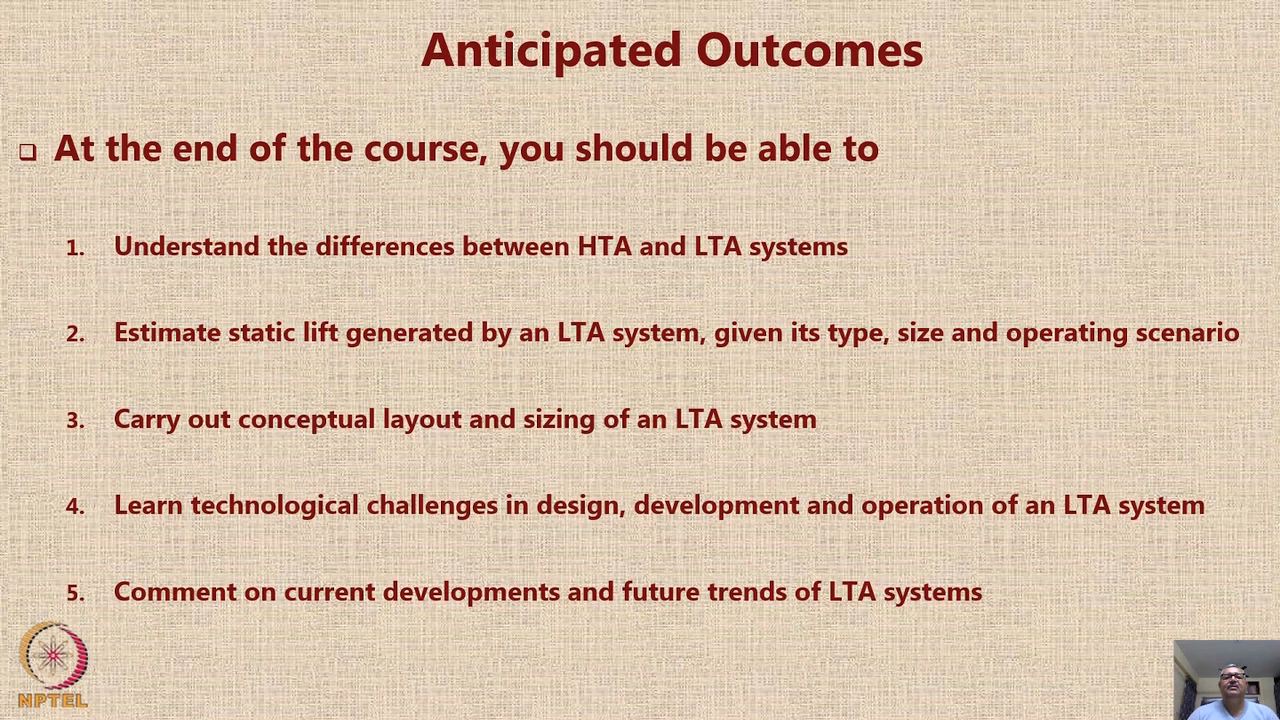 Anticipated Outcomes
❑ At the end of the course, you should be able to
1. Understand the differences between HTA and LTA systems
2. Estimate static lift generated by an LTA system, given its type, size and operating scenario
3. Carry out conceptual layout and sizing of an LTA system
4. Learn technological challenges in design, development and operation of an LTA system
5. Comment on current developments and future trends of LTA systems
NPTEL